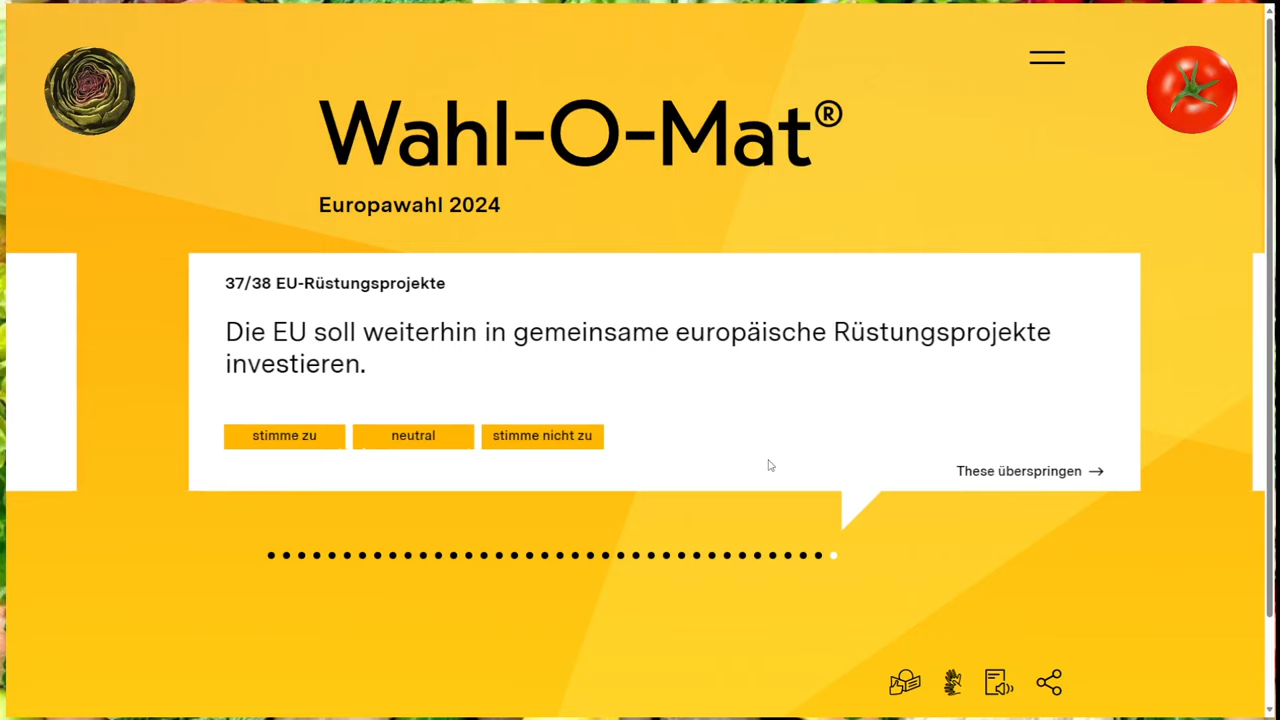 Wahl-O-Mat®
Europawahl 2024
37/38 EU-Rüstungsprojekte
Die EU soll weiterhin in gemeinsame europäische Rüstungsprojekte
investieren.
stimme zu
neutral
stimme nicht zu
These überspringen →